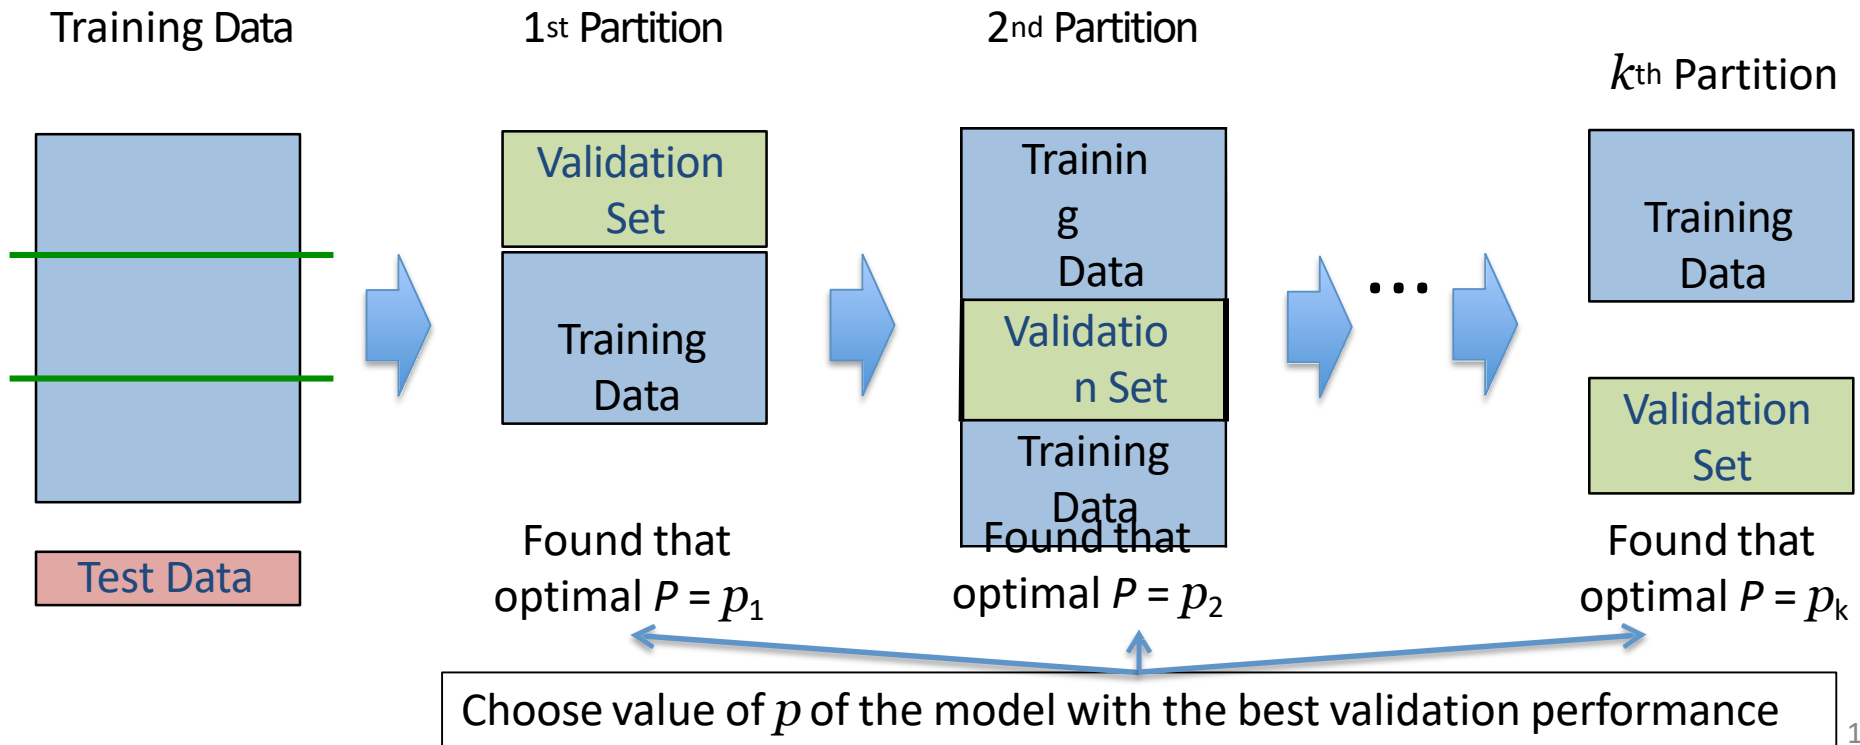 Training Data
1st Partition
2nd Partition
kth Partition
Validation
Set
Training
Data
Trainin
g
Data
Validatio
n Set
Training
Data
Training
Data
Validation
Set
Test Data
Found that
optimal P = p1
Found that
optimal P = p2
...
Found that
optimal P = pk
Choose value of p of the model with the best validation performance
1